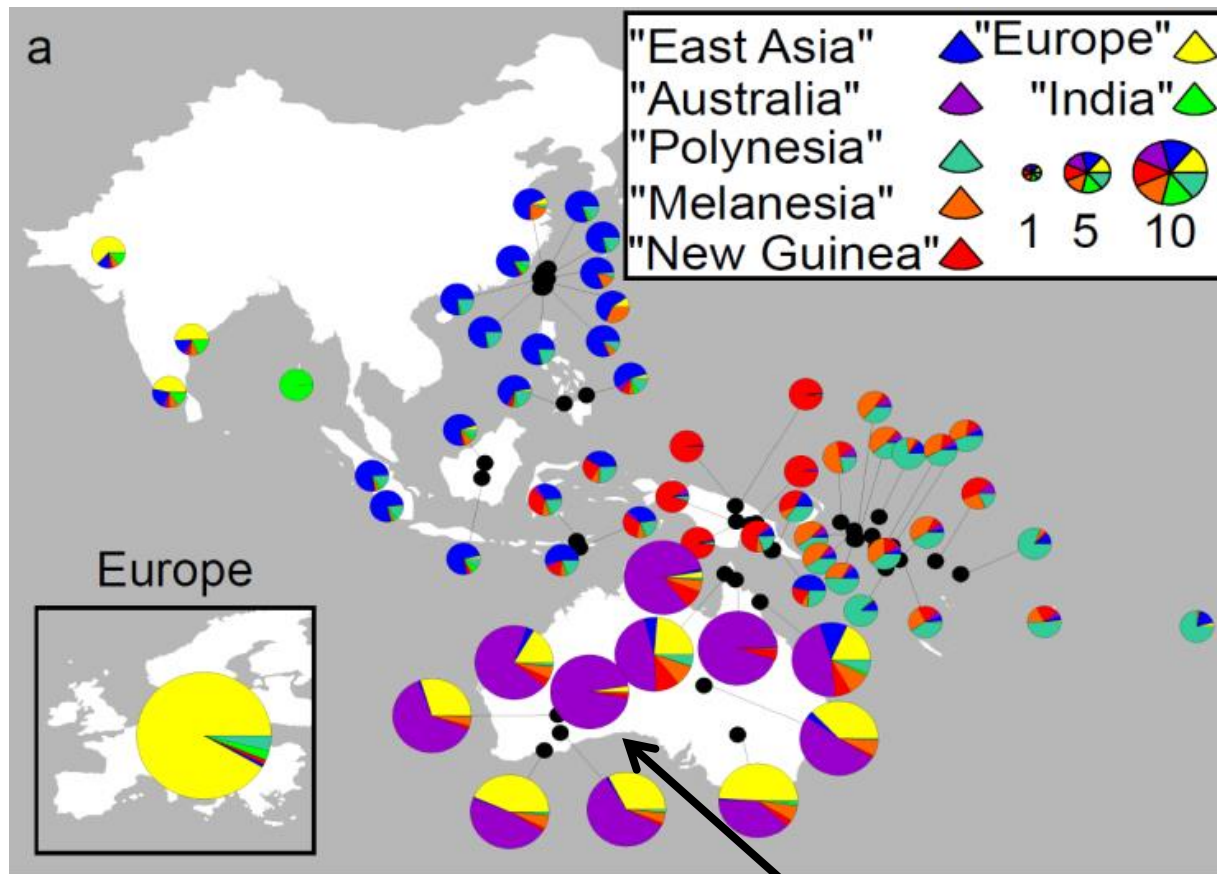 a
"East Asia" "Europe"
"Australia" "India"
"Polynesia"
"Melanesia"
"New Guinea"
1 5 10
Europe